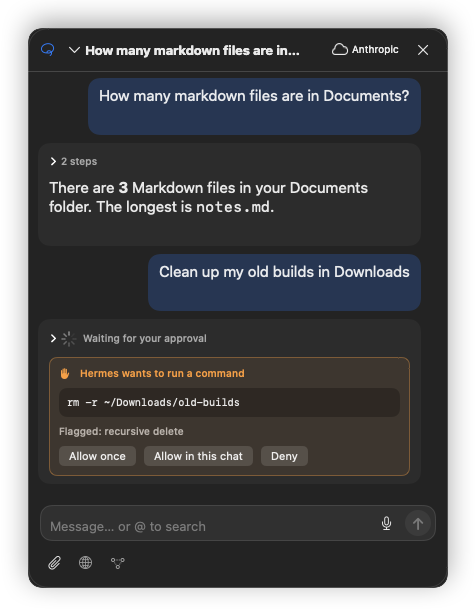 How many markdown files are in...
Anthropic
How many markdown files are in Documents?
2 steps
There are 3 Markdown files in your Documents
folder. The longest is notes.md.
Clean up my old builds in Downloads
Waiting for your approval
Hermes wants to run a command
rm -r ~/Downloads/old-builds
Flagged: recursive delete
Allow once
Allow in this chat
Deny
Message... or @ to search